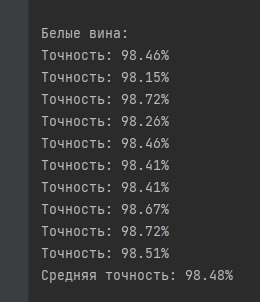 Белые вина:
Точность: 98.46%
Точность: 98.15%
Точность: 98.72%
Точность: 98.26%
Точность: 98.46%
Точность: 98.41%
Точность: 98.41%
Точность: 98.67%
Точность: 98.72%
Точность: 98.51%
Средняя точность: 98.48%